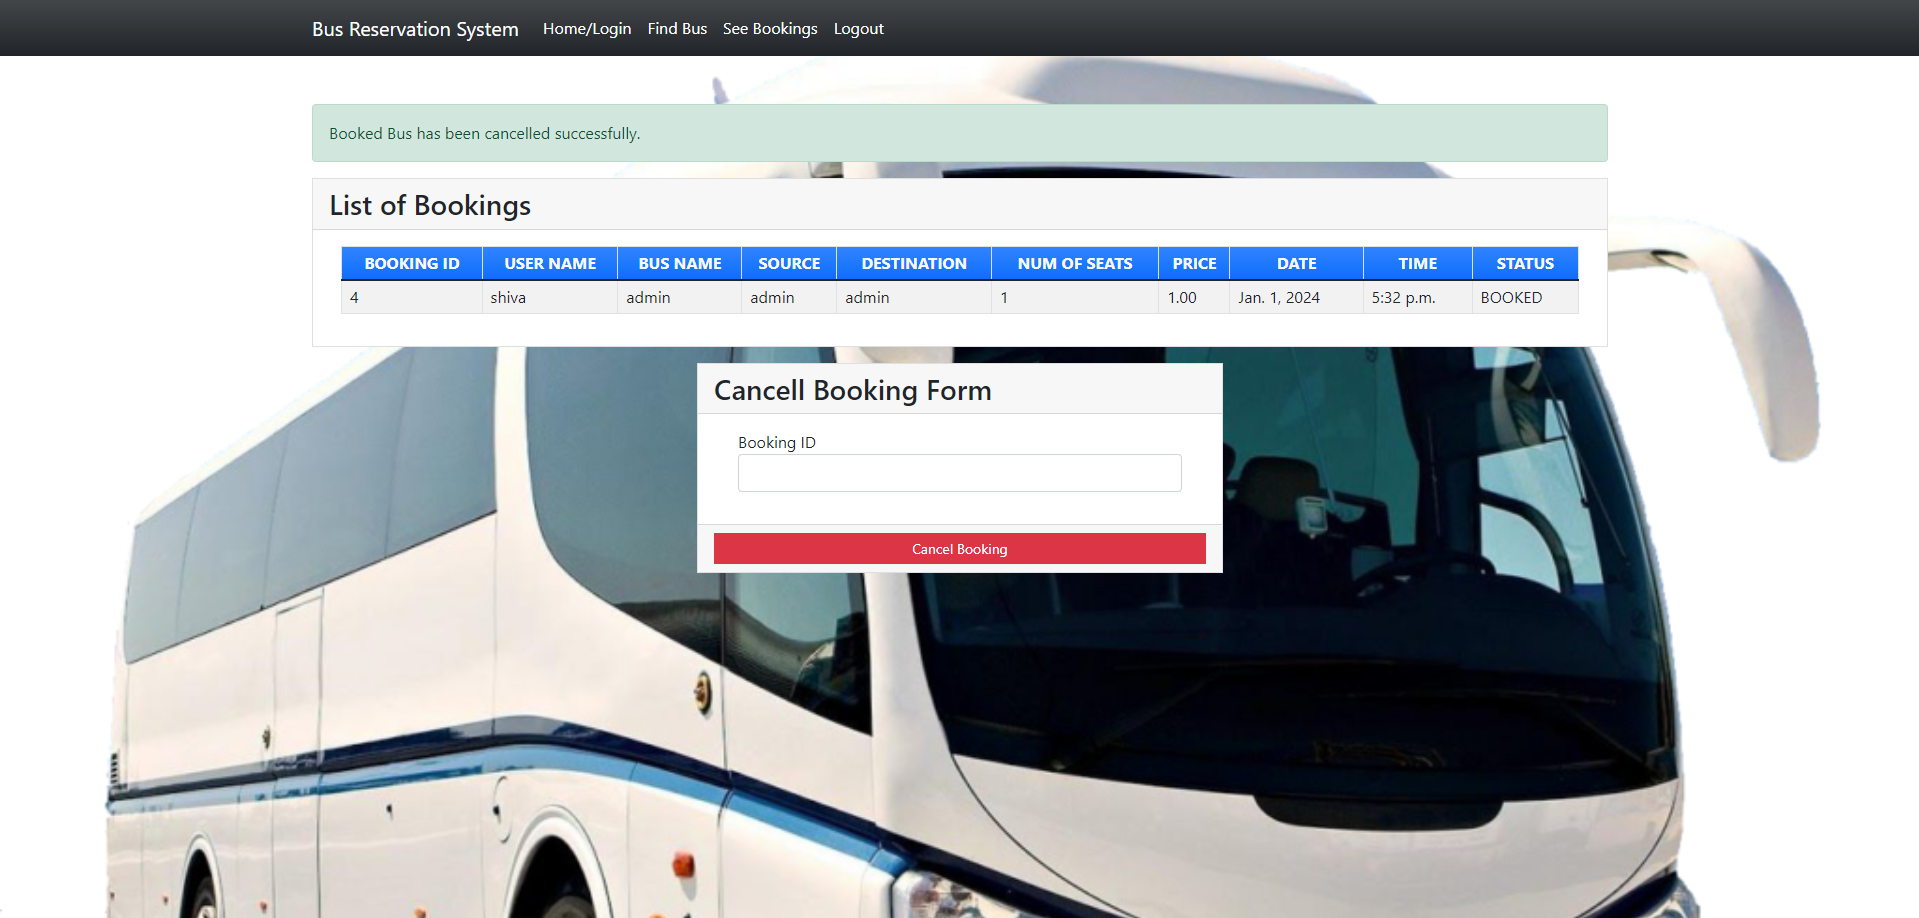 Bus Reservation System Home/Login Find Bus See Bookings Logout
Booked Bus has been cancelled successfully.
List of Bookings
BOOKING ID USER NAME BUS NAME SOURCE DESTINATION NUM OF SEATS PRICE DATE TIME STATUS
4 shiva admin admin admin 1 1.00 Jan. 1, 2024 5:32 p.m. BOOKED
Cancell Booking Form
Booking ID
Cancel Booking